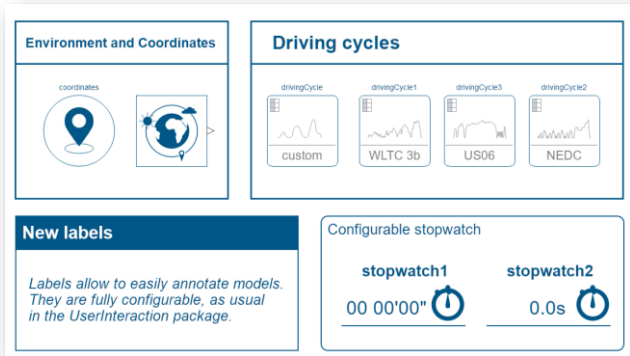 Environment and Coordinates
coordinates
>
Driving cycles
drivingCycle drivingCycle1 drivingCycle3 drivingCycle2
custom WLTC 3b US06 NEDC
New labels
Labels allow to easily annotate models.
They are fully configurable, as usual
in the UserInteraction package.
Configurable stopwatch
stopwatch1 stopwatch2
00 00'00" 0.0s